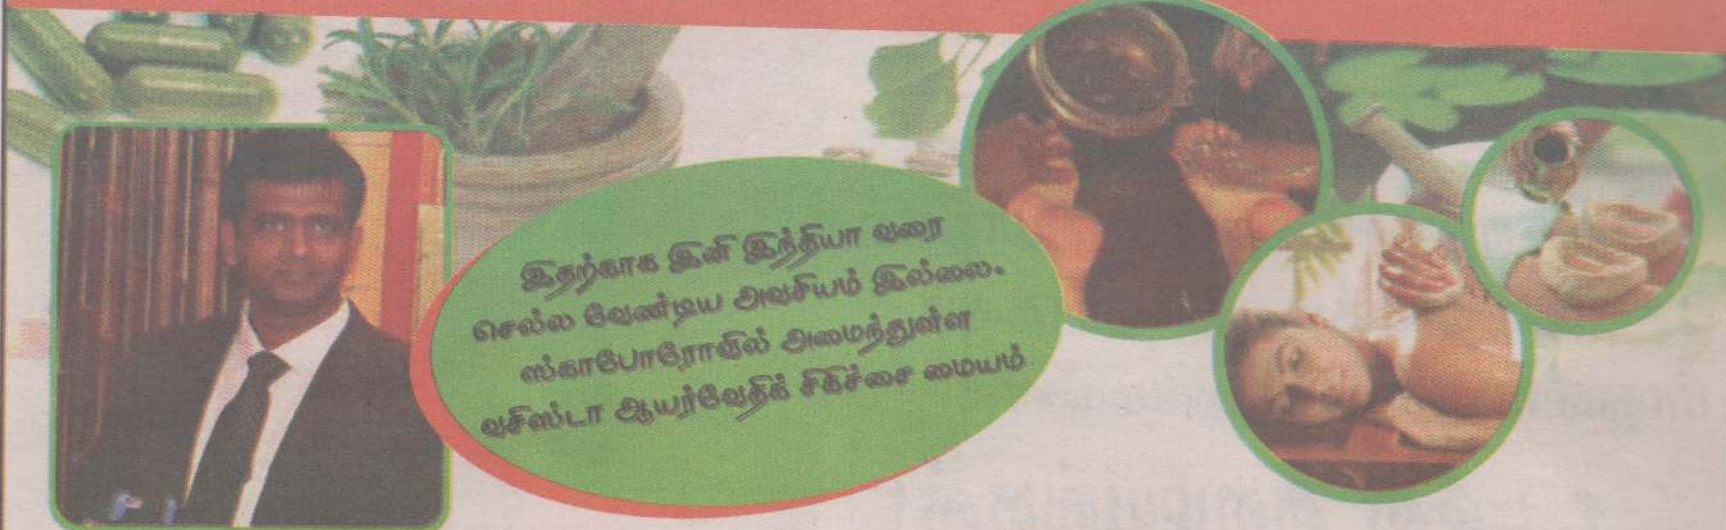 இதற்காக இனி இந்தியா வரை
செல்ல வேண்டிய அவசியம் இல்லை.
ஸ்காபோரோவில் அமைந்துள்ள
வசிஸ்டா ஆயர்வேதிக் சிகிச்சை மையம்